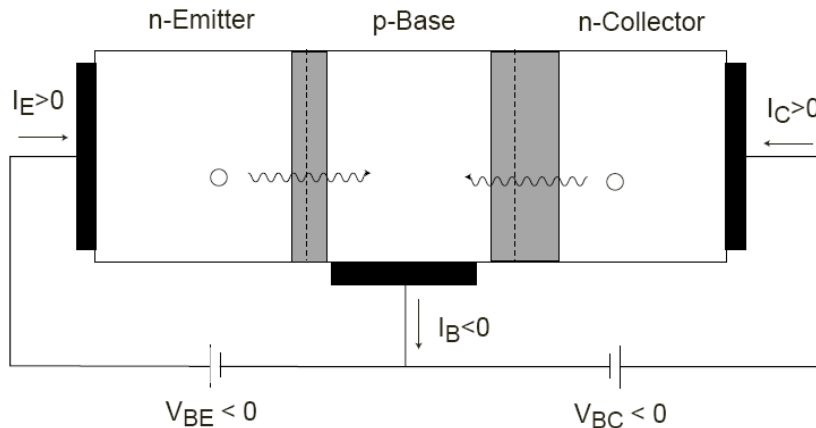 n-Emitter p-Base n-Collector
I_E>0 I_C>0
I_B<0
V_BE < 0 V_BC < 0